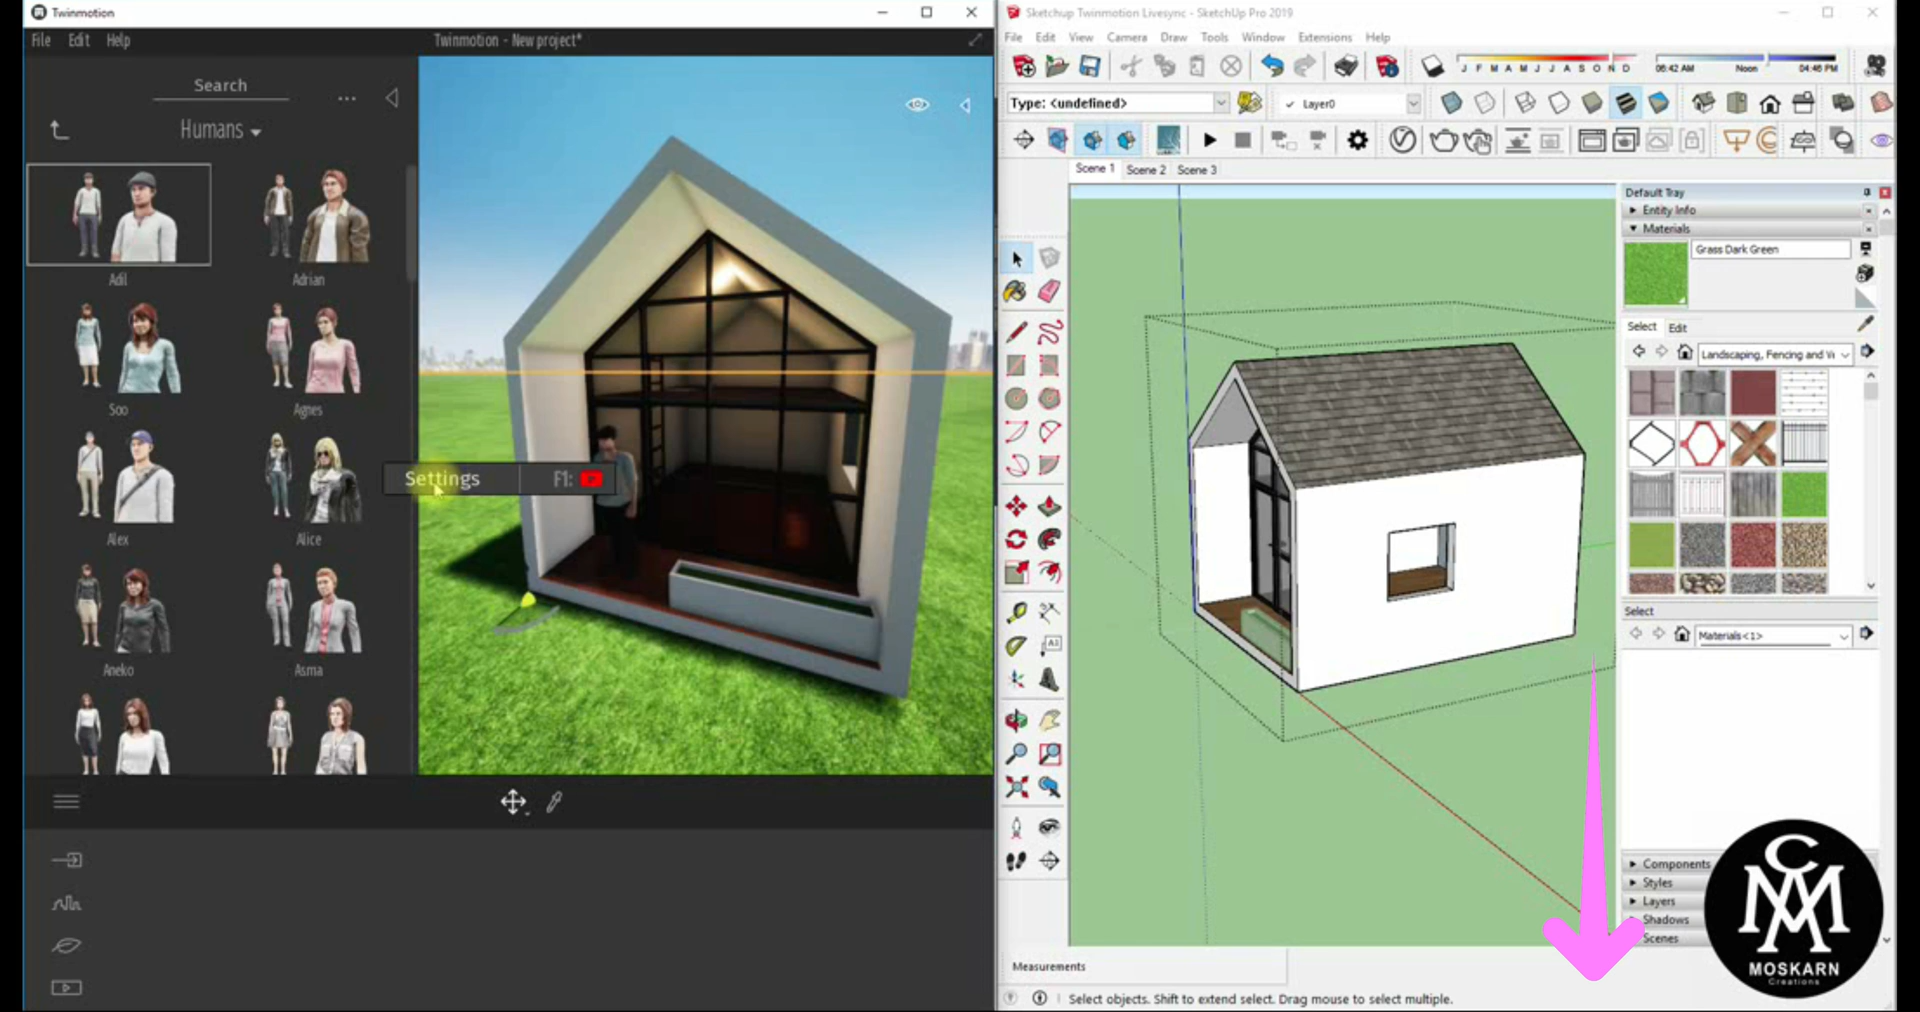 Twinmotion
File Edit Help
Twinmotion - New project*
Search
Humans
Adil
Adrian
Soo
Agnes
Alex
Alice
Aneko
Asma
Settings
F1:
Sketchup Twinmotion Livesync - SketchUp Pro 2019
File Edit View Camera Draw Tools Window Extensions Help
J F M A M J J A S O N D
06:42 AM Noon 04:46 PM
Type: <undefined>
Layer0
Scene 1 Scene 2 Scene 3
Default Tray
Entity Info
Materials
Grass Dark Green
Select Edit
Landscaping, Fencing and Ve
Select
Materials<1>
Components
Styles
Layers
Shadows
Scenes
A1
Measurements
Select objects. Shift to extend select. Drag mouse to select multiple.
MOSKARN
Creations